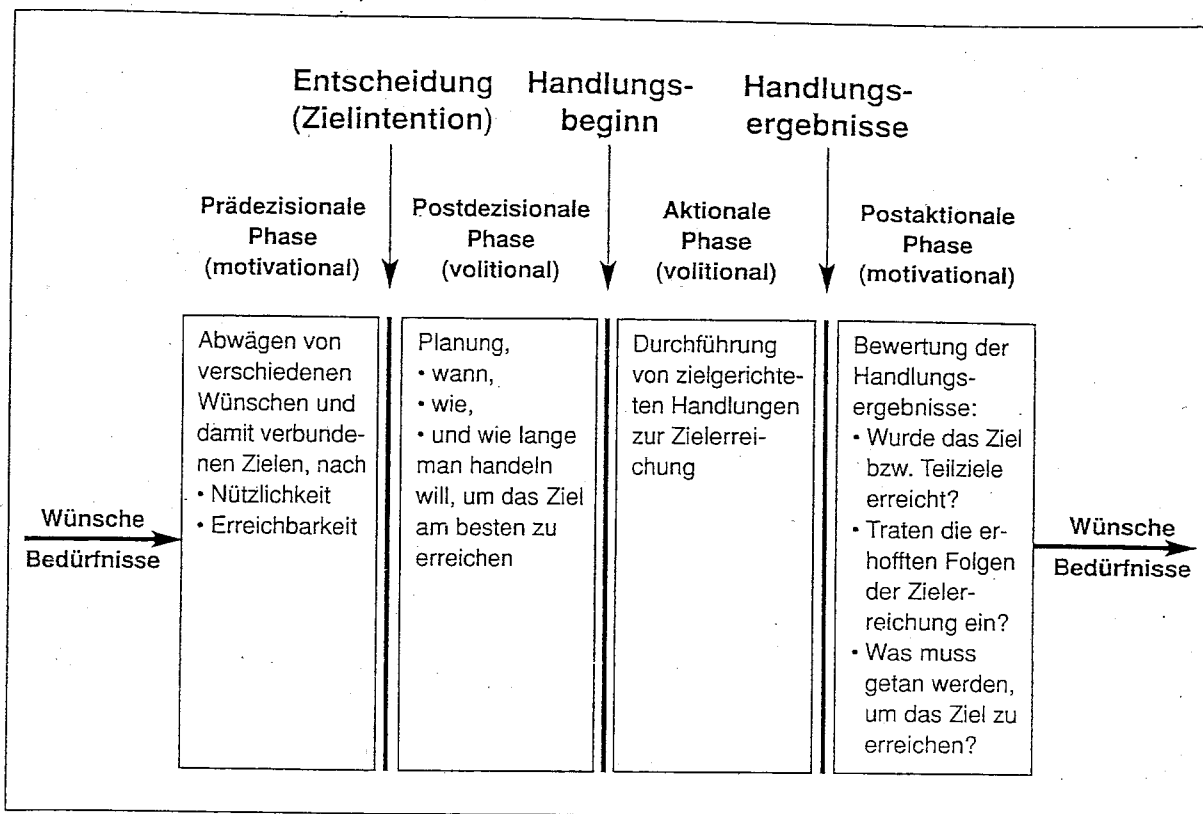 Entscheidung
(Zielintention)
Handlungs-
beginn
Handlungs-
ergebnisse
Prädezisionale
Phase
(motivational)
Postdezisionale
Phase
(volitional)
Aktionale
Phase
(volitional)
Postaktionale
Phase
(motivational)
Wünsche
Bedürfnisse
Abwägen von
verschiedenen
Wünschen und
damit verbunde-
nen Zielen, nach
• Nützlichkeit
• Erreichbarkeit
Planung,
• wann,
• wie,
• und wie lange
man handeln
will, um das Ziel
am besten zu
erreichen
Durchführung
von zielgerichte-
ten Handlungen
zur Zielerrei-
chung
Bewertung der
Handlungs-
ergebnisse:
• Wurde das Ziel
bzw. Teilziele
erreicht?
• Traten die er-
hofften Folgen
der Zieler-
reichung ein?
• Was muss
getan werden,
um das Ziel zu
erreichen?
Wünsche
Bedürfnisse